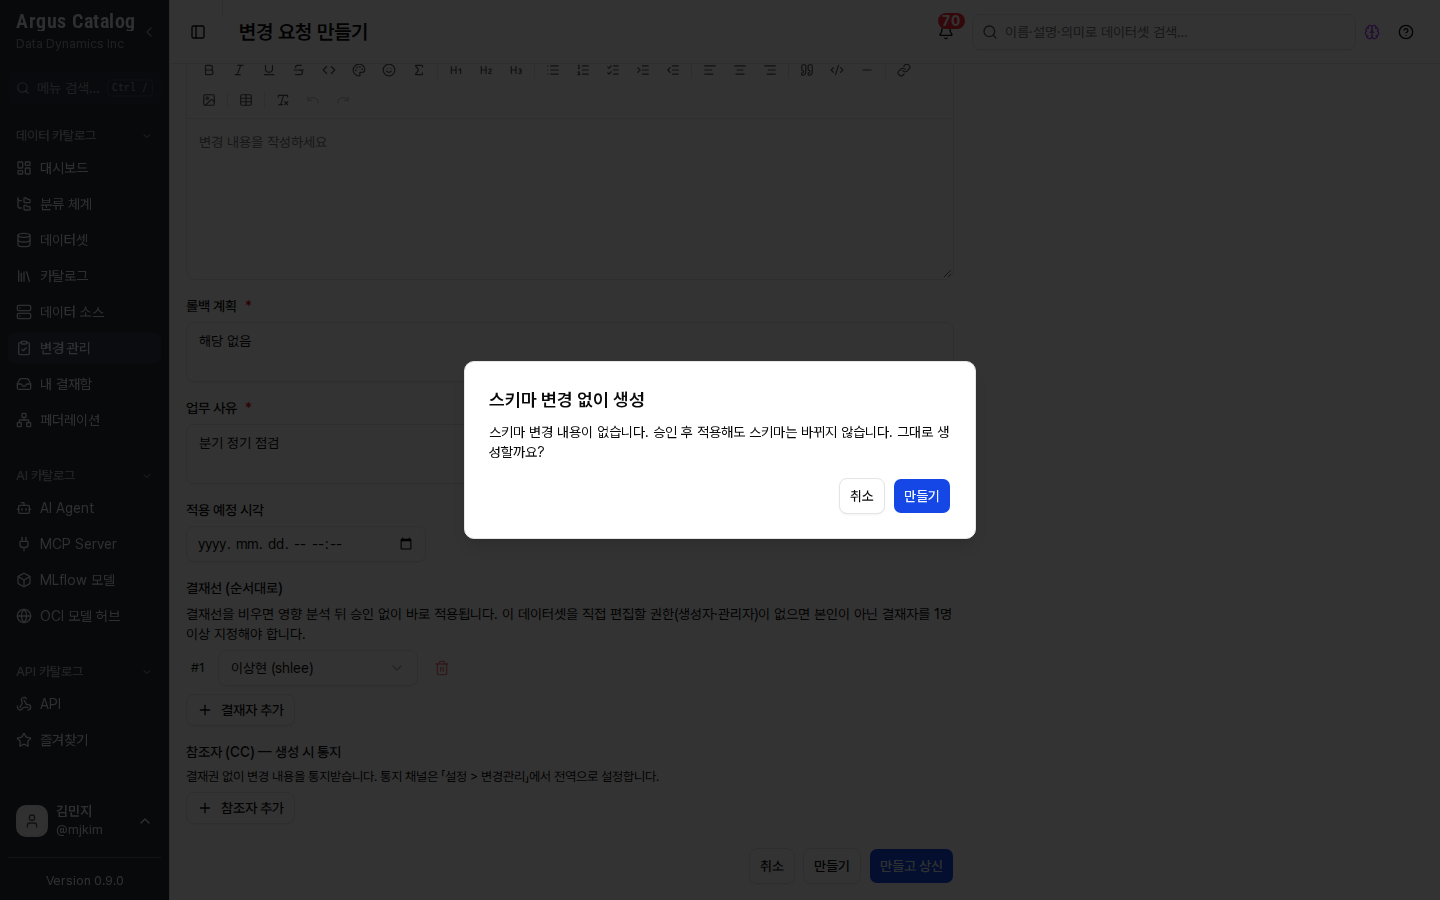 Argus Catalog
Data Dynamics Inc
메뉴 검색... Ctrl /
데이터 카탈로그
대시보드
분류 체계
데이터셋
카탈로그
데이터 소스
변경 관리
내 결재함
페더레이션
AI 카탈로그
AI Agent
MCP Server
MLflow 모델
OCI 모델 허브
API 카탈로그
API
즐겨찾기
김민지
@mjkim
Version 0.9.0
변경 요청 만들기
70
이름·설명·의미로 데이터셋 검색...
H1 H2 H3
변경 내용을 작성하세요
롤백 계획 *
해당 없음
업무 사유 *
분기 정기 점검
적용 예정 시각
yyyy. mm. dd. -- --:--
결재선 (순서대로)
결재선을 비우면 영향 분석 뒤 승인 없이 바로 적용됩니다. 이 데이터셋을 직접 편집할 권한(생성자·관리자)이 없으면 본인이 아닌 결재자를 1명
이상 지정해야 합니다.
#1 이상현 (shlee)
결재자 추가
참조자 (CC) — 생성 시 통지
결재권 없이 변경 내용을 통지받습니다. 통지 채널은 「설정 > 변경관리」에서 전역으로 설정합니다.
참조자 추가
취소 만들기 만들고 상신
스키마 변경 없이 생성
스키마 변경 내용이 없습니다. 승인 후 적용해도 스키마는 바뀌지 않습니다. 그대로 생
성할까요?
취소 만들기